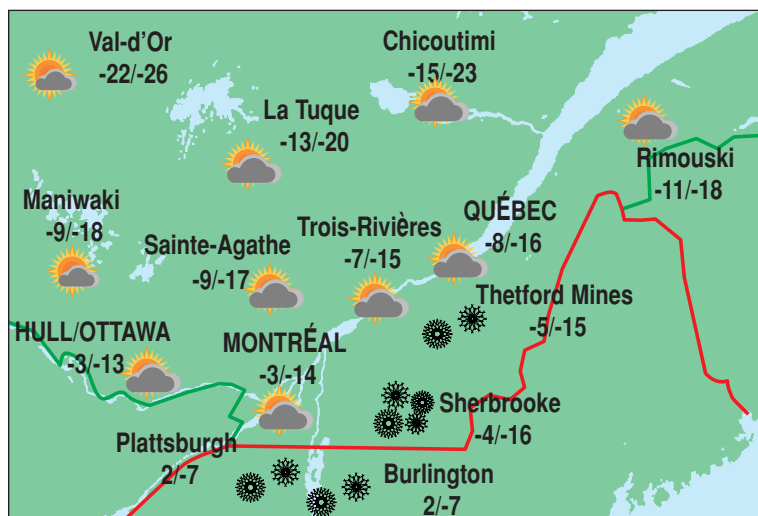 Val-d'Or
-22/-26
Chicoutimi
-15/-23
La Tuque
-13/-20
Rimouski
-11/-18
Maniwaki
-9/-18
Sainte-Agathe
-9/-17
Trois-Rivières
-7/-15
QUÉBEC
-8/-16
Thetford Mines
-5/-15
HULL/OTTAWA
-3/-13
MONTRÉAL
-3/-14
Sherbrooke
-4/-16
Plattsburgh
2/-7
Burlington
2/-7